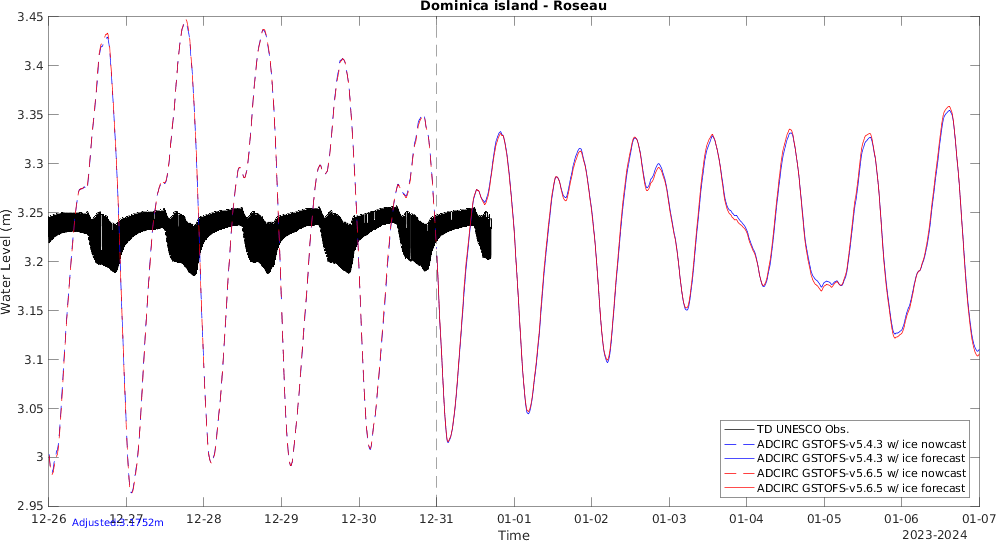 Dominica island - Roseau
3.45
3.4
3.35
3.3
3.25
3.2
3.15
3.1
3.05
3
2.95
Water Level (m)
12-26
12-27
12-28
12-29
12-30
12-31
01-01
01-02
01-03
01-04
01-05
01-06
01-07
Adjusted:3.1752m
Time
2023-2024
TD UNESCO Obs.
ADCIRC GSTOFS-v5.4.3 w/ ice nowcast
ADCIRC GSTOFS-v5.4.3 w/ ice forecast
ADCIRC GSTOFS-v5.6.5 w/ ice nowcast
ADCIRC GSTOFS-v5.6.5 w/ ice forecast